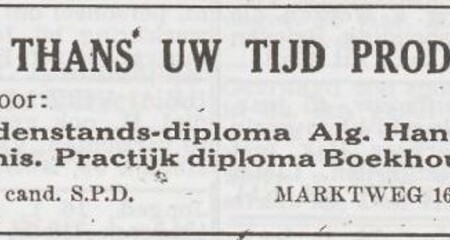 THANS UW TIJD PROD
oor:
denstands-diploma Alg. Han
nis. Practijk diploma Boekhou
cand. S.P.D. MARKTWEG 16